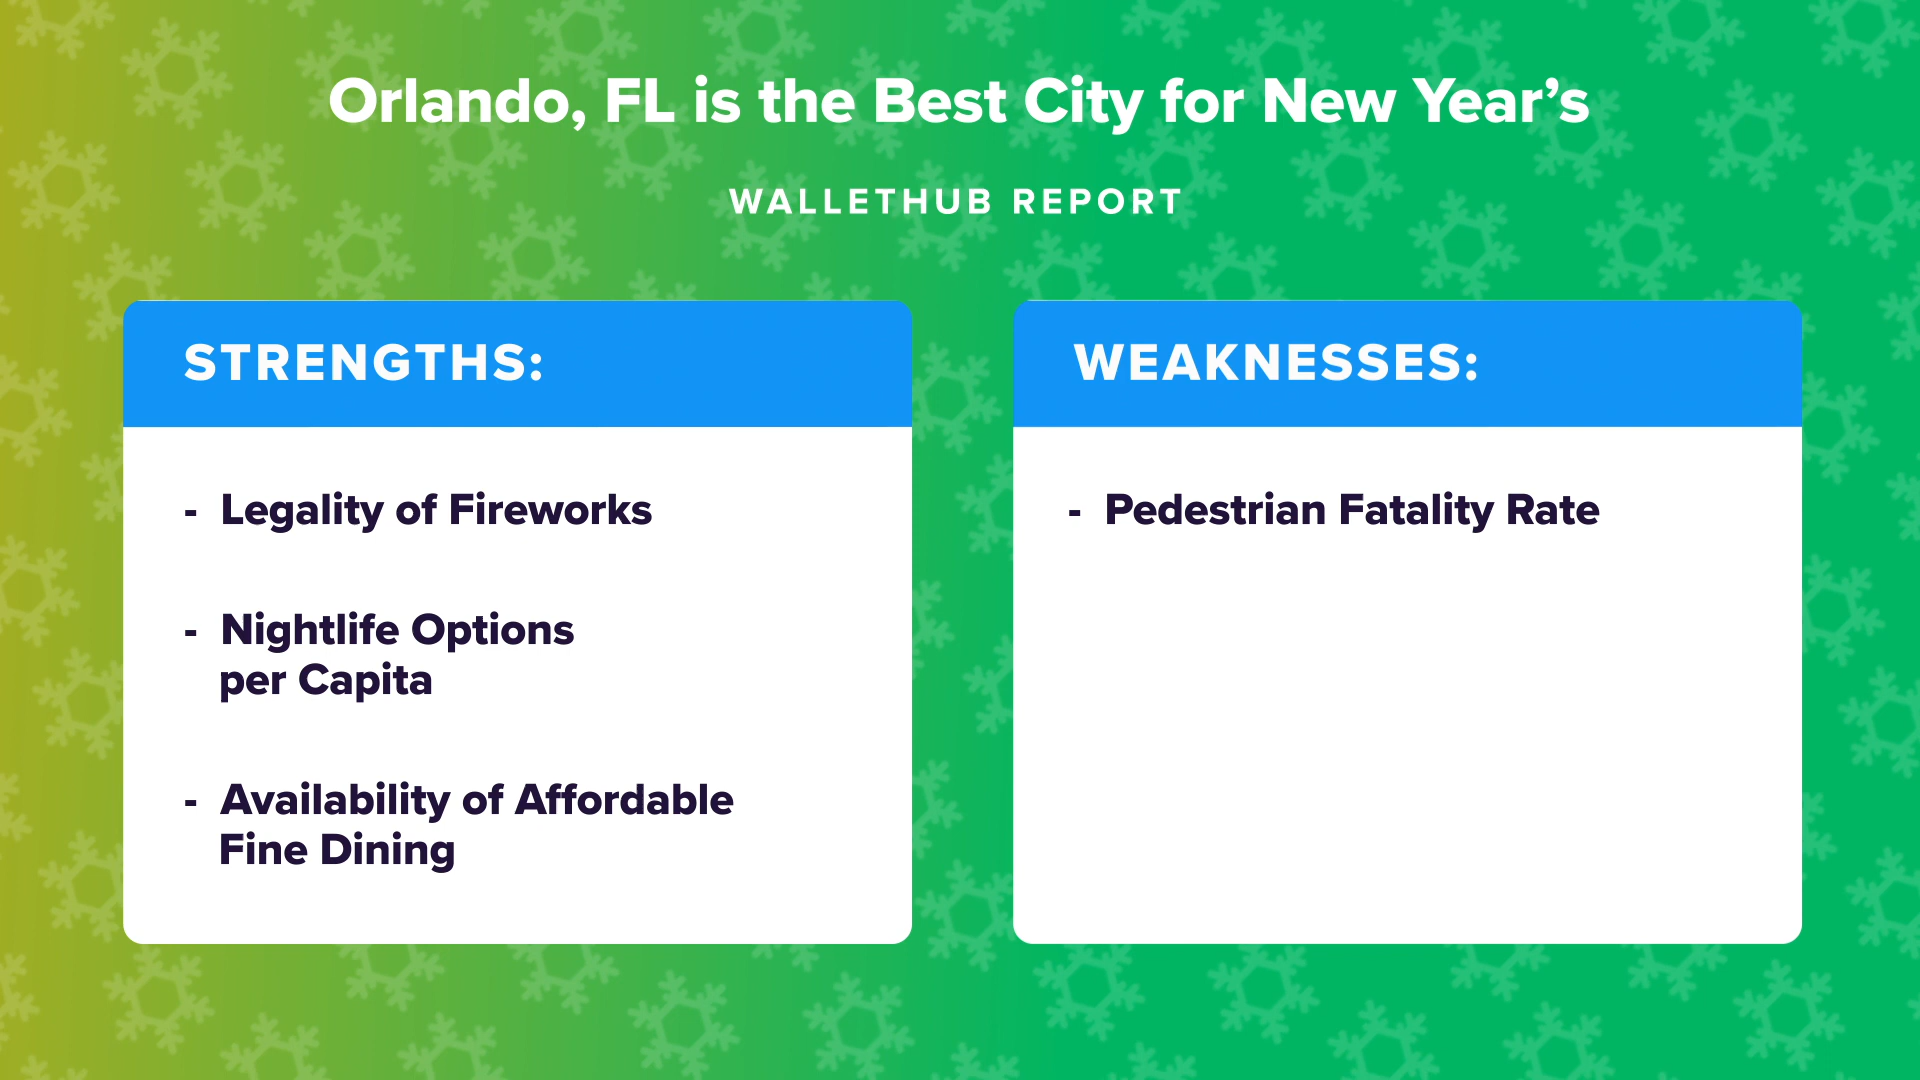 Orlando, FL is the Best City for New Year’s
WALLETHUB REPORT
STRENGTHS:
- Legality of Fireworks
- Nightlife Options
per Capita
- Availability of Affordable
Fine Dining
WEAKNESSES:
- Pedestrian Fatality Rate